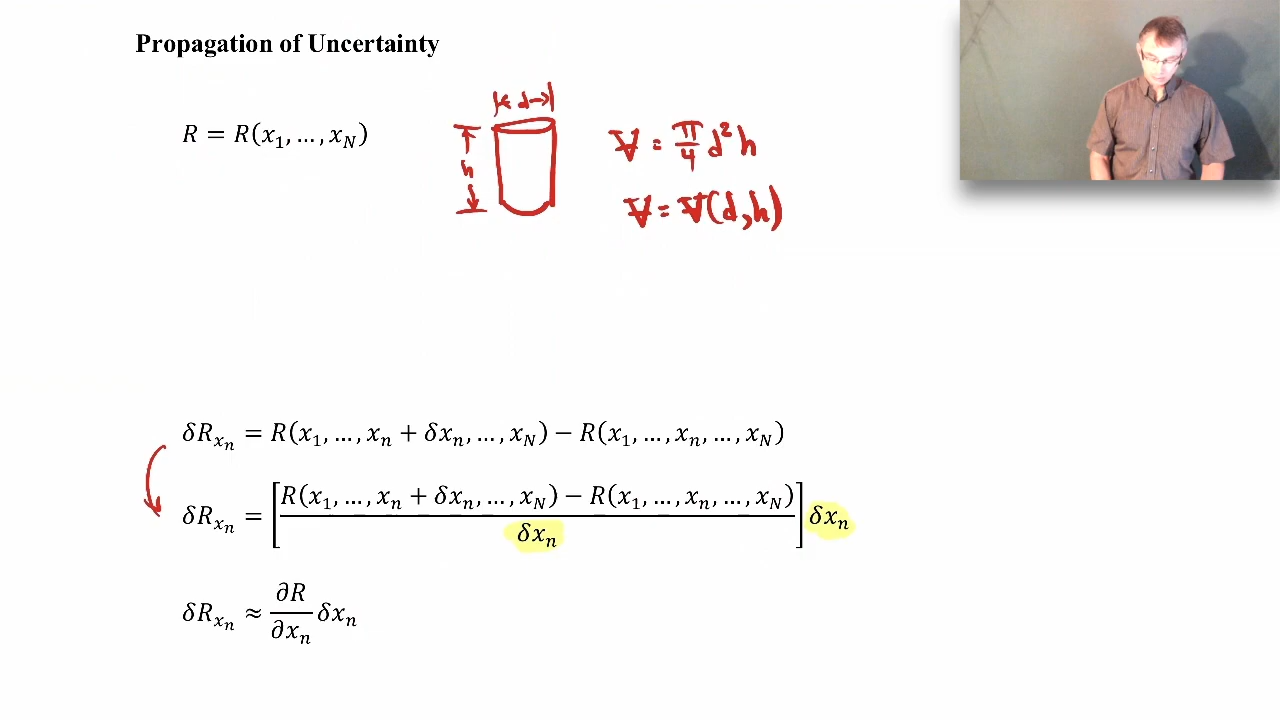 Propagation of Uncertainty
R = R(x₁, …, x_N)
|← d →|
h
V̶ = π/4 d² h
V̶ = V̶(d, h)
δR_{x_n} = R(x₁, …, x_n + δx_n, …, x_N) − R(x₁, …, x_n, …, x_N)
δR_{x_n} = [R(x₁, …, x_n + δx_n, …, x_N) − R(x₁, …, x_n, …, x_N) / δx_n] δx_n
δR_{x_n} ≈ ∂R/∂x_n δx_n